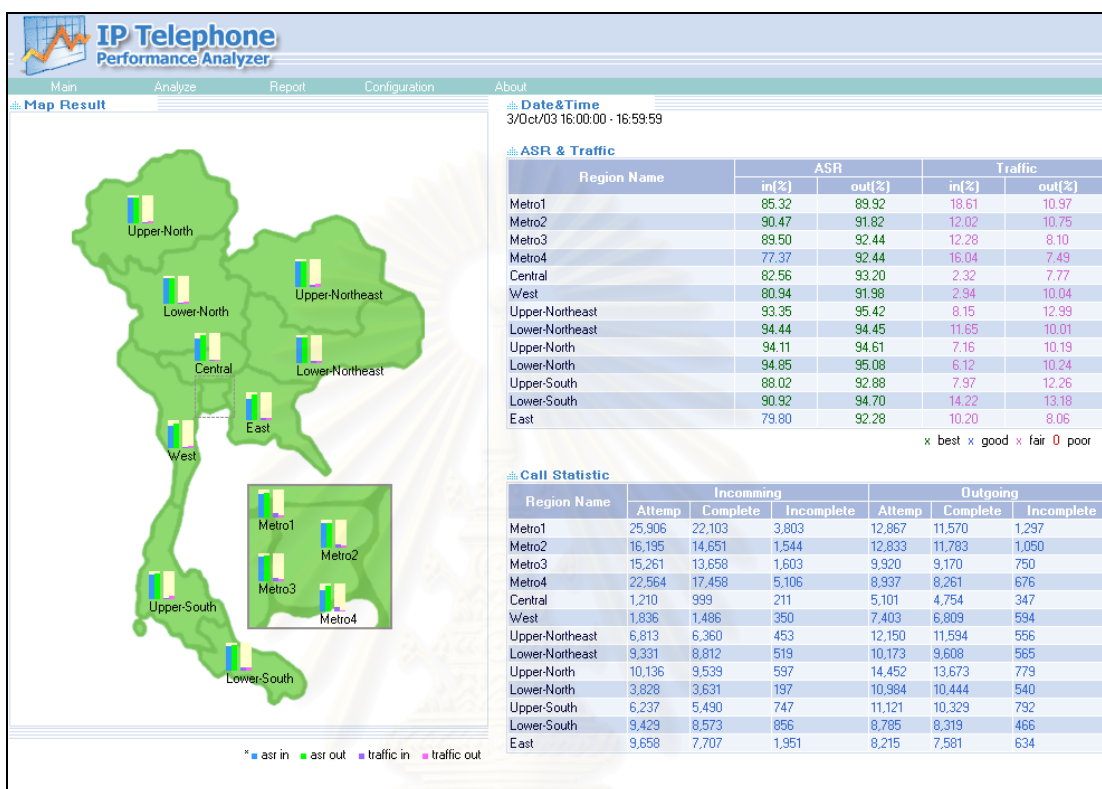 IP Telephone
Performance Analyzer
Main Analyze Report Configuration About
Map Result
Upper-North
Upper-Northeast
Lower-North
Central
Lower-Northeast
East
West
Metro1
Metro2
Metro3
Metro4
Upper-South
Lower-South
* asr in asr out traffic in traffic out
Date&Time
3/Oct/03 16:00:00 - 16:59:59
ASR & Traffic
Region Name ASR Traffic
in(%) out(%) in(%) out(%)
Metro1 85.32 89.92 18.61 10.97
Metro2 90.47 91.82 12.02 10.75
Metro3 89.50 92.44 12.28 8.10
Metro4 77.37 92.44 16.04 7.49
Central 82.56 93.20 2.32 7.77
West 80.94 91.98 2.94 10.04
Upper-Northeast 93.35 95.42 8.15 12.99
Lower-Northeast 94.44 94.45 11.65 10.01
Upper-North 94.11 94.61 7.16 10.19
Lower-North 94.85 95.08 6.12 10.24
Upper-South 88.02 92.88 7.97 12.26
Lower-South 90.92 94.70 14.22 13.18
East 79.80 92.28 10.20 8.06
x best x good x fair 0 poor
Call Statistic
Region Name Incomming Outgoing
Attemp Complete Incomplete Attemp Complete Incomplete
Metro1 25,906 22,103 3,803 12,867 11,570 1,297
Metro2 16,195 14,651 1,544 12,833 11,783 1,050
Metro3 15,261 13,658 1,603 9,920 9,170 750
Metro4 22,564 17,458 5,106 8,937 8,261 676
Central 1,210 999 211 5,101 4,754 347
West 1,836 1,486 350 7,403 6,809 594
Upper-Northeast 6,813 6,360 453 12,150 11,594 556
Lower-Northeast 9,331 8,812 519 10,173 9,608 565
Upper-North 10,136 9,539 597 14,452 13,673 779
Lower-North 3,828 3,631 197 10,984 10,444 540
Upper-South 6,237 5,490 747 11,121 10,329 792
Lower-South 9,429 8,573 856 8,785 8,319 466
East 9,658 7,707 1,951 8,215 7,581 634